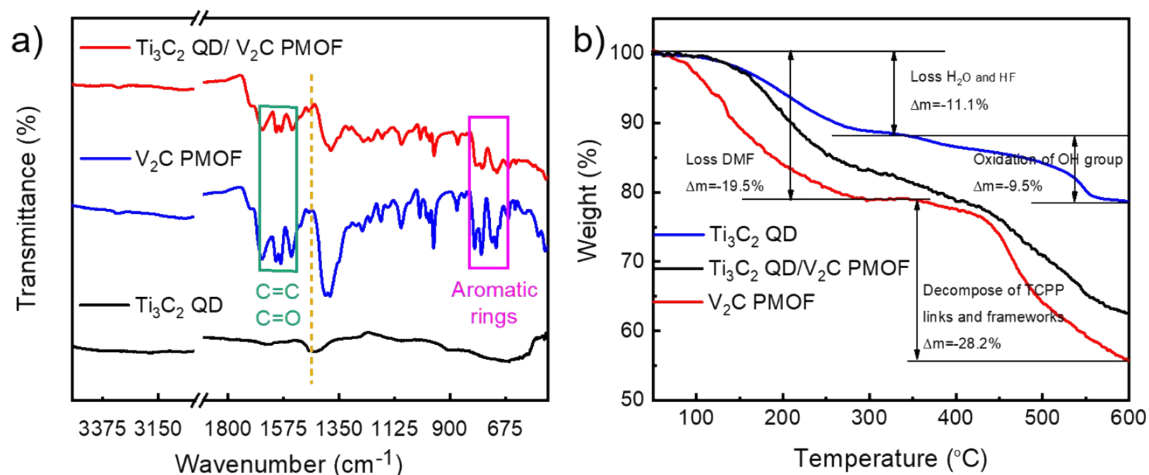 a)
Ti₃C₂ QD/ V₂C PMOF
V₂C PMOF
Ti₃C₂ QD
C=C
C=O
Aromatic
rings
Transmittance (%)
3375 3150 1800 1575 1350 1125 900 675
Wavenumber (cm⁻¹)
b)
100
90
80
70
60
50
Weight (%)
Loss H₂O and HF
Δm=-11.1%
Loss DMF
Δm=-19.5%
Oxidation of OH group
Δm=-9.5%
Ti₃C₂ QD
Ti₃C₂ QD/V₂C PMOF
V₂C PMOF
Decompose of TCPP
links and frameworks
Δm=-28.2%
100 200 300 400 500 600
Temperature (°C)